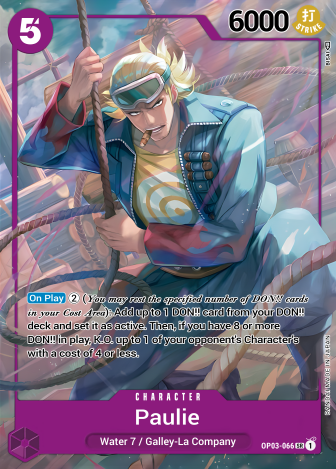 5
6000
打
STRIKE
On Play ② (You may rest the specified number of DON!! cards
in your Cost Area): Add up to 1 DON!! card from your DON!!
deck and set it as active. Then, if you have 8 or more
DON!! in play, K.O. up to 1 of your opponent's Character's
with a cost of 4 or less.
CHARACTER
Paulie
Water 7 / Galley-La Company
OP03-066 SR 1